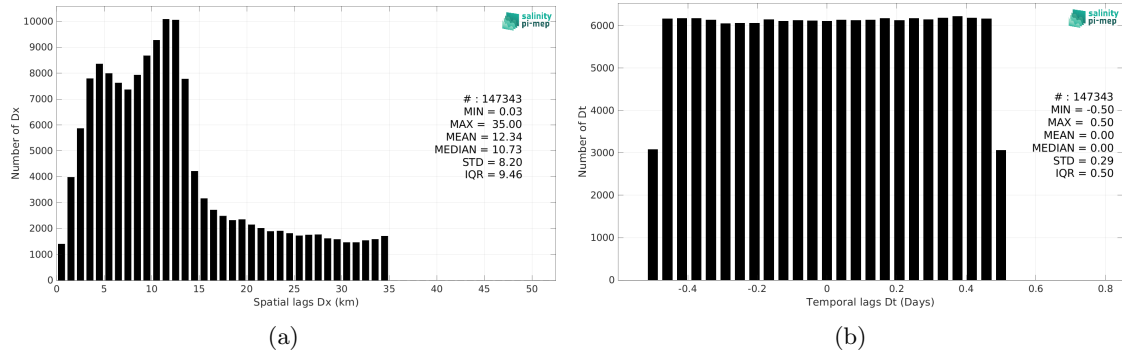 10000
9000
8000
7000
6000
5000
4000
3000
2000
1000
0
Number of Dx
0 5 10 15 20 25 30 35 40 45 50
Spatial lags Dx (km)
salinity
pi-mep
# : 147343
MIN = 0.03
MAX = 35.00
MEAN = 12.34
MEDIAN = 10.73
STD = 8.20
IQR = 9.46
(a)
6000
5000
4000
3000
2000
1000
0
Number of Dt
-0.4 -0.2 0 0.2 0.4 0.6 0.8
Temporal lags Dt (Days)
salinity
pi-mep
# : 147343
MIN = -0.50
MAX = 0.50
MEAN = 0.00
MEDIAN = 0.00
STD = 0.29
IQR = 0.50
(b)